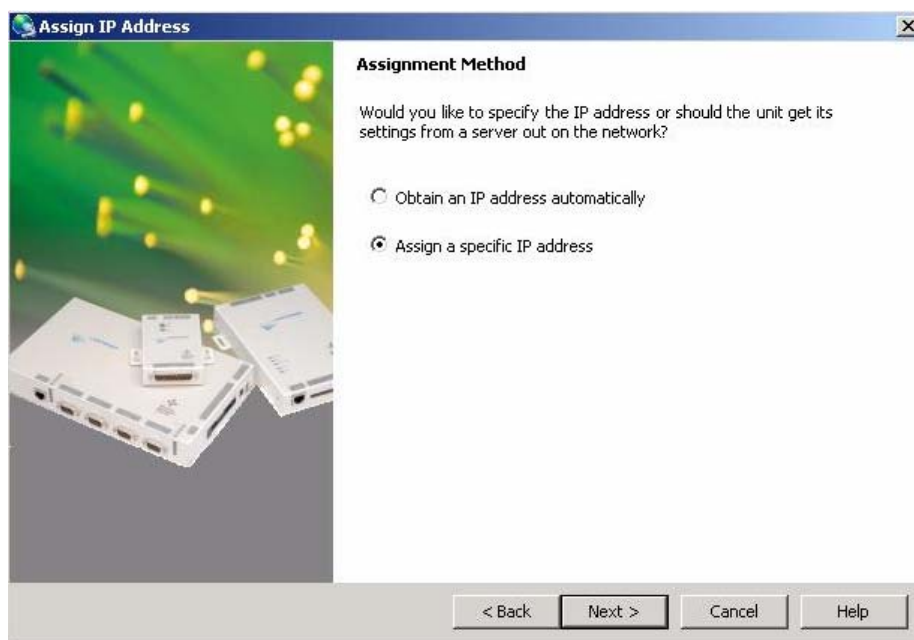 Assign IP Address
Assignment Method
Would you like to specify the IP address or should the unit get its
settings from a server out on the network?
Obtain an IP address automatically
Assign a specific IP address
< Back
Next >
Cancel
Help